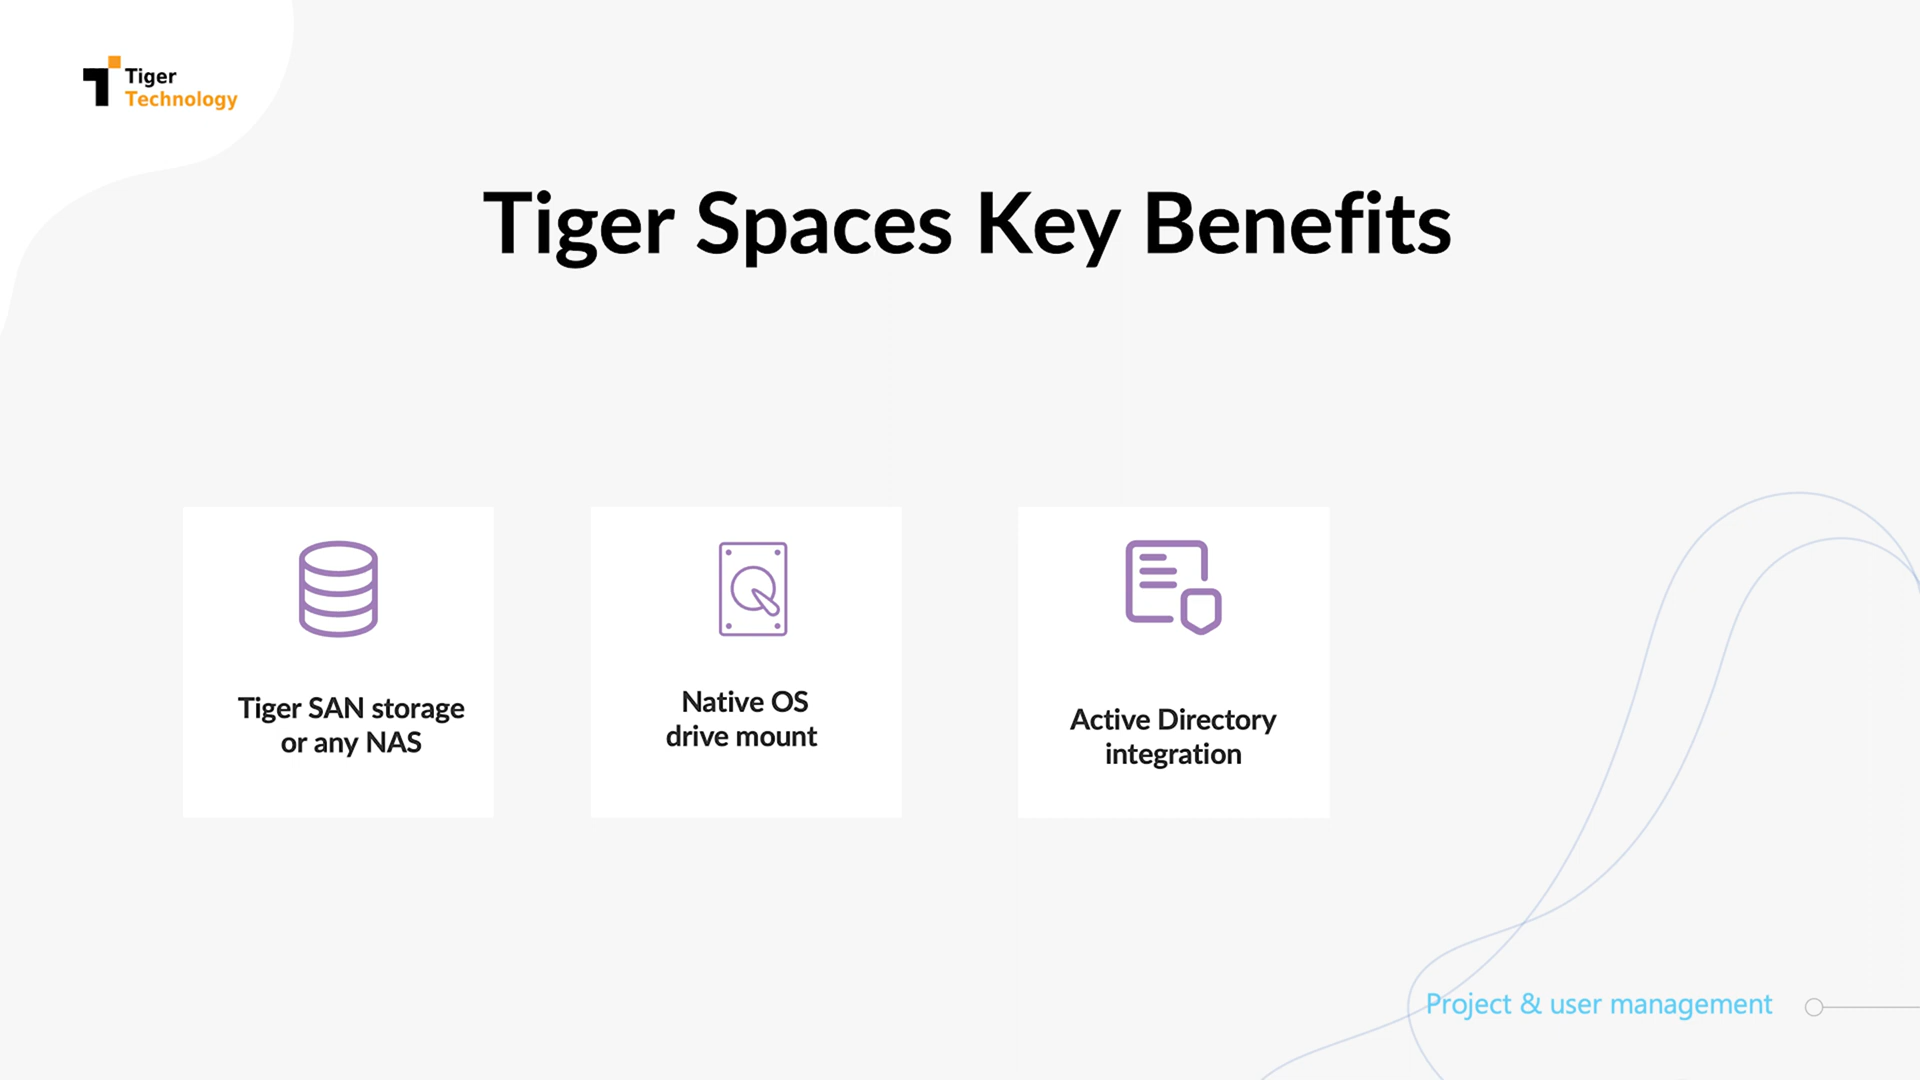 Tiger
Technology
Tiger Spaces Key Benefits
Tiger SAN storage
or any NAS
Native OS
drive mount
Active Directory
integration
Project & user management